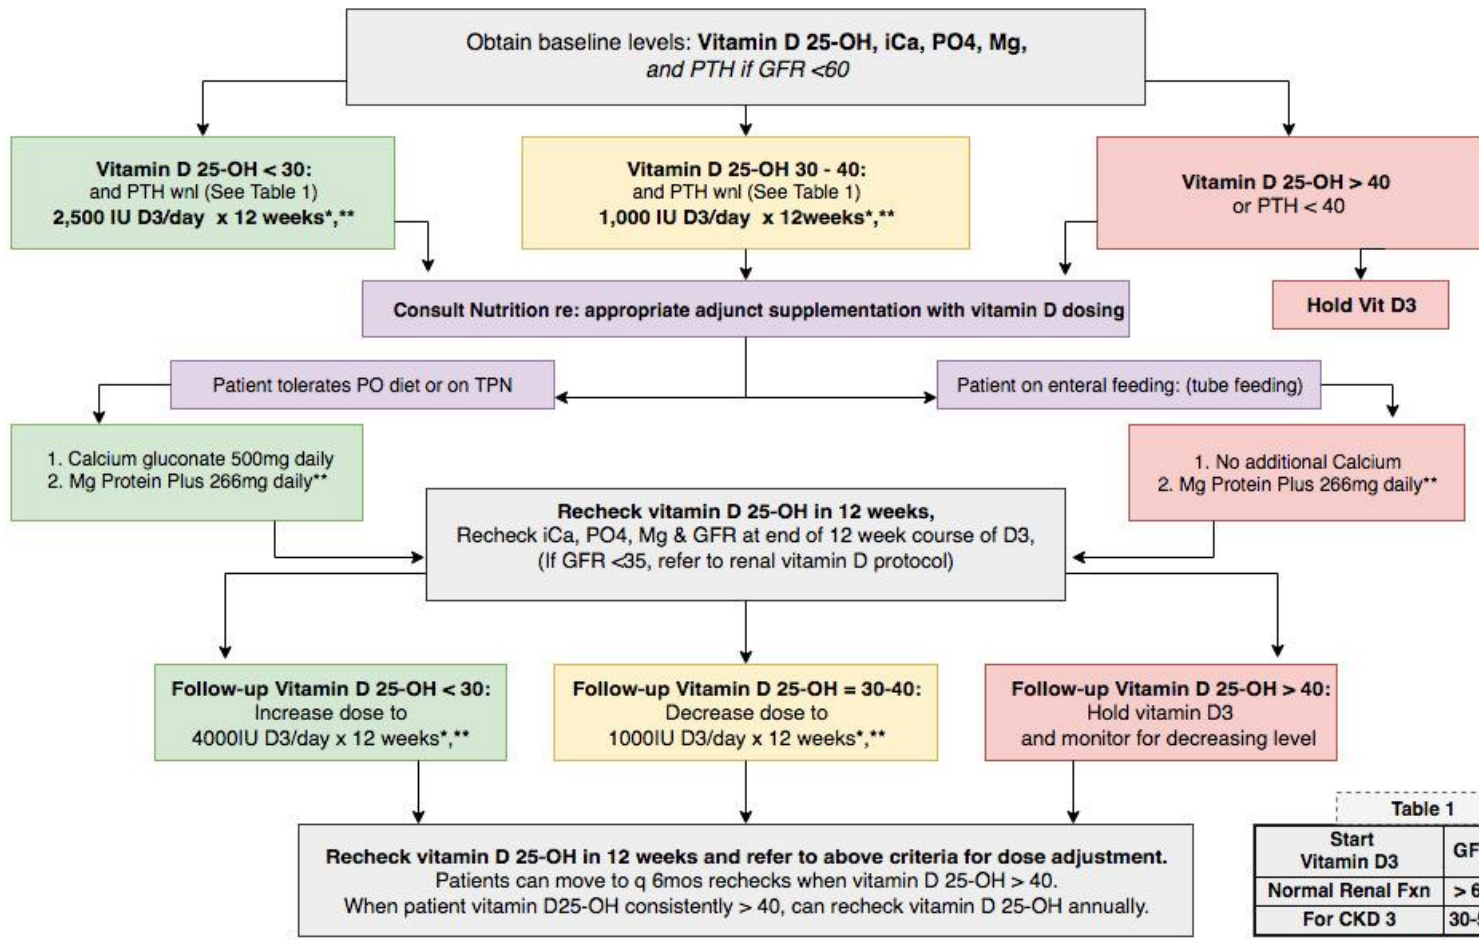 Obtain baseline levels: Vitamin D 25-OH, iCa, PO4, Mg,
and PTH if GFR <60
Vitamin D 25-OH < 30:
and PTH wnl (See Table 1)
2,500 IU D3/day x 12 weeks*,**
Vitamin D 25-OH 30 - 40:
and PTH wnl (See Table 1)
1,000 IU D3/day x 12weeks*,**
Vitamin D 25-OH > 40
or PTH < 40
Consult Nutrition re: appropriate adjunct supplementation with vitamin D dosing
Hold Vit D3
Patient tolerates PO diet or on TPN
Patient on enteral feeding: (tube feeding)
1. Calcium gluconate 500mg daily
2. Mg Protein Plus 266mg daily**
1. No additional Calcium
2. Mg Protein Plus 266mg daily**
Recheck vitamin D 25-OH in 12 weeks,
Recheck iCa, PO4, Mg & GFR at end of 12 week course of D3,
(If GFR <35, refer to renal vitamin D protocol)
Follow-up Vitamin D 25-OH < 30:
Increase dose to
4000IU D3/day x 12 weeks*,**
Follow-up Vitamin D 25-OH = 30-40:
Decrease dose to
1000IU D3/day x 12 weeks*,**
Follow-up Vitamin D 25-OH > 40:
Hold vitamin D3
and monitor for decreasing level
Recheck vitamin D 25-OH in 12 weeks and refer to above criteria for dose adjustment.
Patients can move to q 6mos rechecks when vitamin D 25-OH > 40.
When patient vitamin D25-OH consistently > 40, can recheck vitamin D 25-OH annually.
Table 1
Start
Vitamin D3
Normal Renal Fxn
For CKD 3